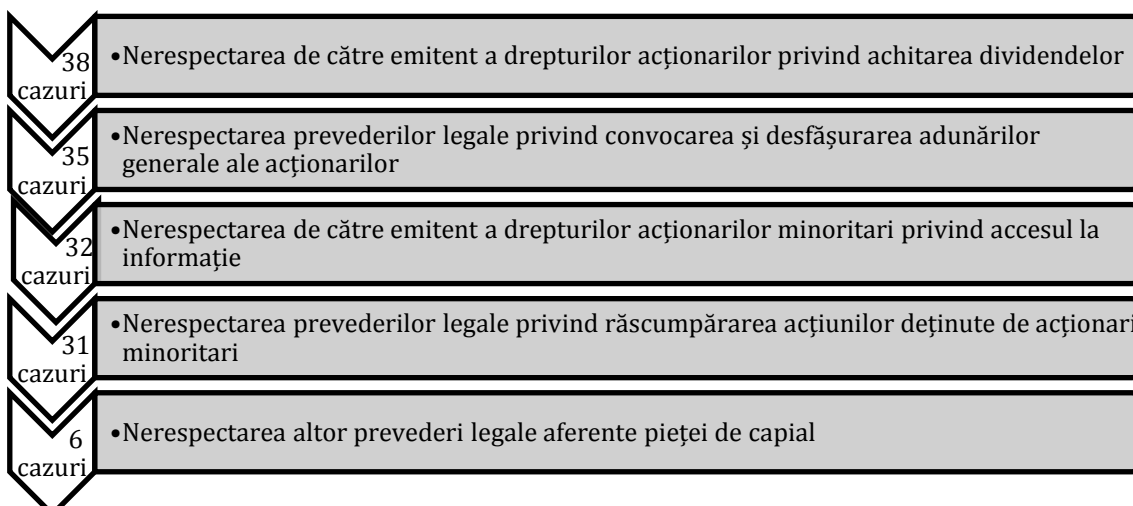 38
cazuri
•Nerespectarea de către emitent a drepturilor acționarilor privind achitarea dividendelor
35
cazuri
•Nerespectarea prevederilor legale privind convocarea și desfășurarea adunărilor
generale ale acționarilor
32
cazuri
•Nerespectarea de către emitent a drepturilor acționarilor minoritari privind accesul la
informație
31
cazuri
•Nerespectarea prevederilor legale privind răscumpărarea acțiunilor deținute de acționari
minoritari
6
cazuri
•Nerespectarea altor prevederi legale aferente pieței de capial